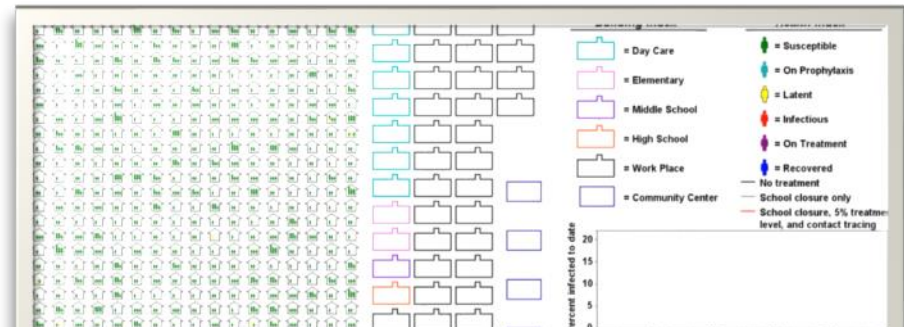 = Day Care
= Elementary
= Middle School
= High School
= Work Place
= Community Center
= Susceptible
= On Prophylaxis
= Latent
= Infectious
= On Treatment
= Recovered
No treatment
School closure only
School closure, 5% treatme
level, and contact tracing
ercent infected to date
20
15
10
5
0